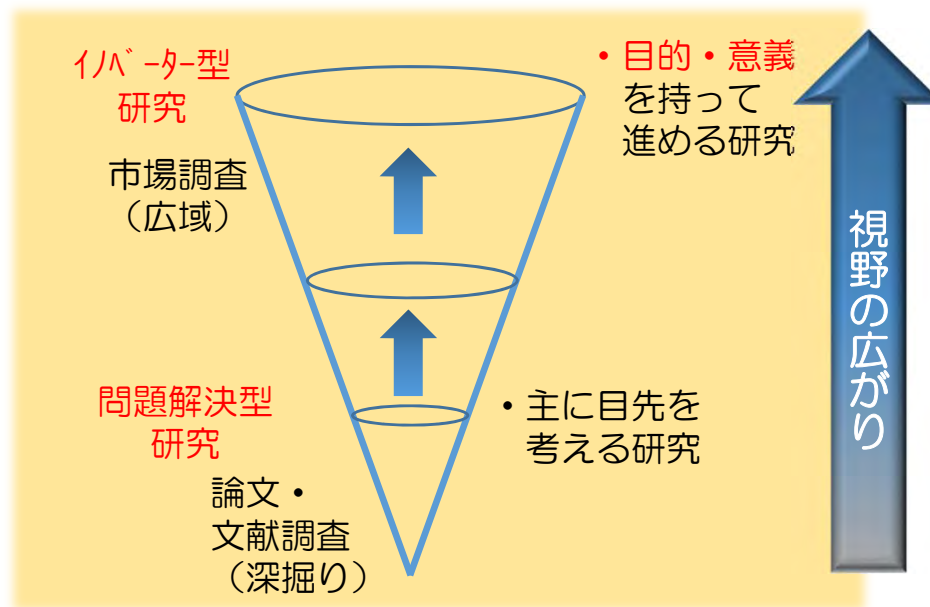 イノベーター型
研究
市場調査
（広域）
・目的・意義
を持って
進める研究
問題解決型
研究
論文・
文献調査
（深掘り）
・主に目先を
考える研究
視野の広がり